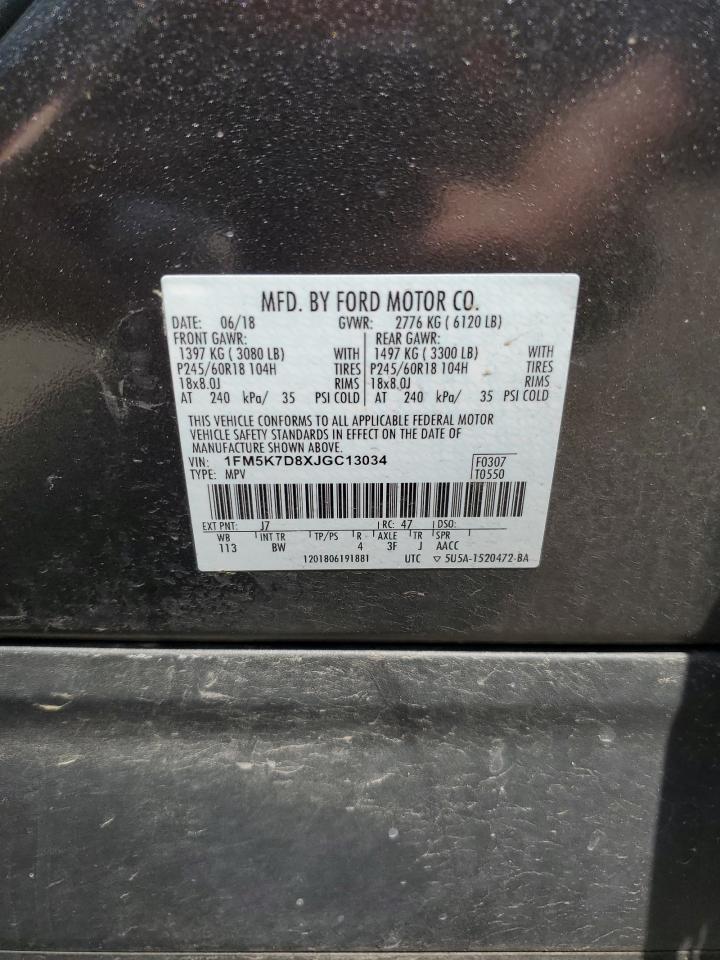 MFD. BY FORD MOTOR CO.
DATE: 06/18 GVWR: 2776 KG ( 6120 LB)
FRONT GAWR: REAR GAWR:
1397 KG ( 3080 LB) WITH 1497 KG ( 3300 LB) WITH
P245/60R18 104H TIRES P245/60R18 104H TIRES
18x8.0J RIMS 18x8.0J RIMS
AT 240 kPa/ 35 PSI COLD AT 240 kPa/ 35 PSI COLD
THIS VEHICLE CONFORMS TO ALL APPLICABLE FEDERAL MOTOR
VEHICLE SAFETY STANDARDS IN EFFECT ON THE DATE OF
MANUFACTURE SHOWN ABOVE.
VIN: 1FM5K7D8XJGC13034 F0307
TYPE: MPV T0550
EXT PNT: J7 RC: 47 DSO:
WB INT TR TP/PS R AXLE TR SPR
113 BW 4 3F J AACC
1201806191881 UTC ▽ 5U5A-1520472-BA